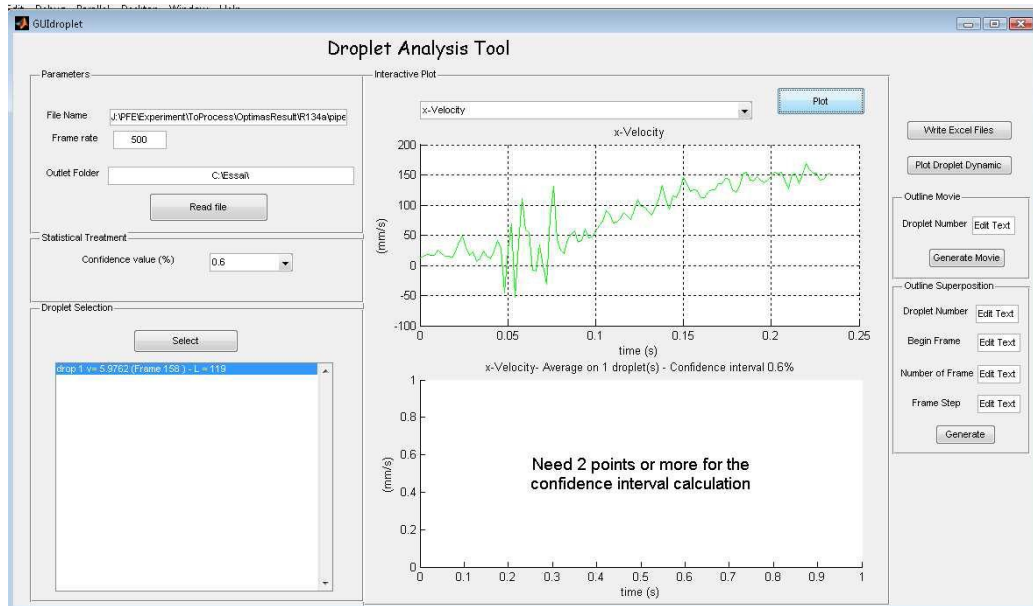 Edit Debug Parallel Desktop Window Help
GUIdroplet
Droplet Analysis Tool
Parameters
File Name
J:\PFE\Experiment\ToProcess\OptimasResult\R134a\pipe
Frame rate
500
Outlet Folder
C:\Essai\
Read file
Statistical Treatment
Confidence value (%)
0.6
Droplet Selection
Select
drop 1 v= 5.9762 (Frame 158 ) - L = 119
Interactive Plot
x-Velocity
Plot
x-Velocity
200
150
100
50
0
-50
-100
(mm/s)
0 0.05 0.1 0.15 0.2 0.25
time (s)
x-Velocity- Average on 1 droplet(s) - Confidence interval 0.6%
1
0.8
0.6
0.4
0.2
0
(mm/s)
Need 2 points or more for the
confidence interval calculation
0 0.1 0.2 0.3 0.4 0.5 0.6 0.7 0.8 0.9 1
time (s)
Write Excel Files
Plot Droplet Dynamic
Outline Movie
Droplet Number Edit Text
Generate Movie
Outline Superposition
Droplet Number Edit Text
Begin Frame Edit Text
Number of Frame Edit Text
Frame Step Edit Text
Generate